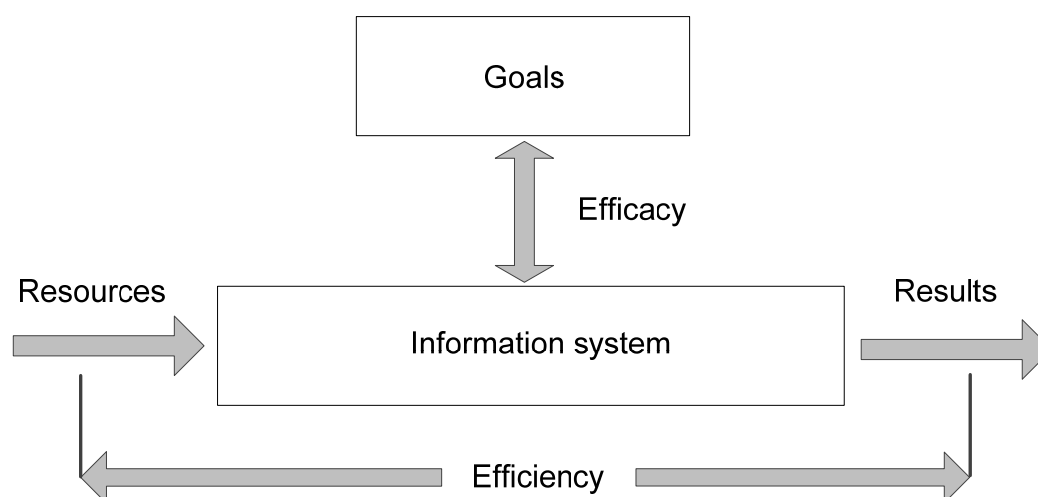 Goals
Efficacy
Resources
Results
Information system
Efficiency